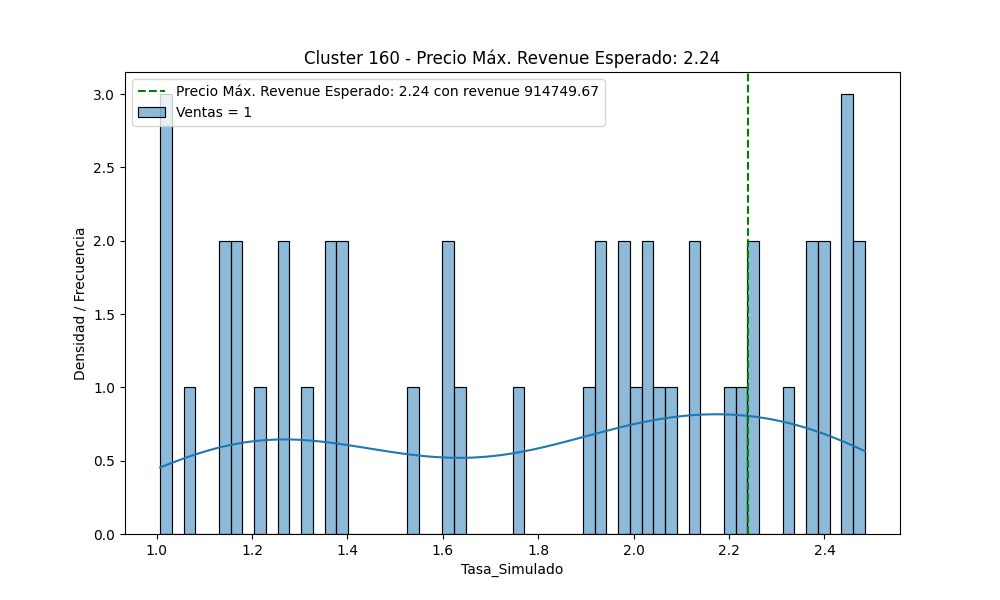 Cluster 160 - Precio Máx. Revenue Esperado: 2.24
Precio Máx. Revenue Esperado: 2.24 con revenue 914749.67
Ventas = 1
Densidad / Frecuencia
3.0
2.5
2.0
1.5
1.0
0.5
0.0
1.0 1.2 1.4 1.6 1.8 2.0 2.2 2.4
Tasa_Simulado